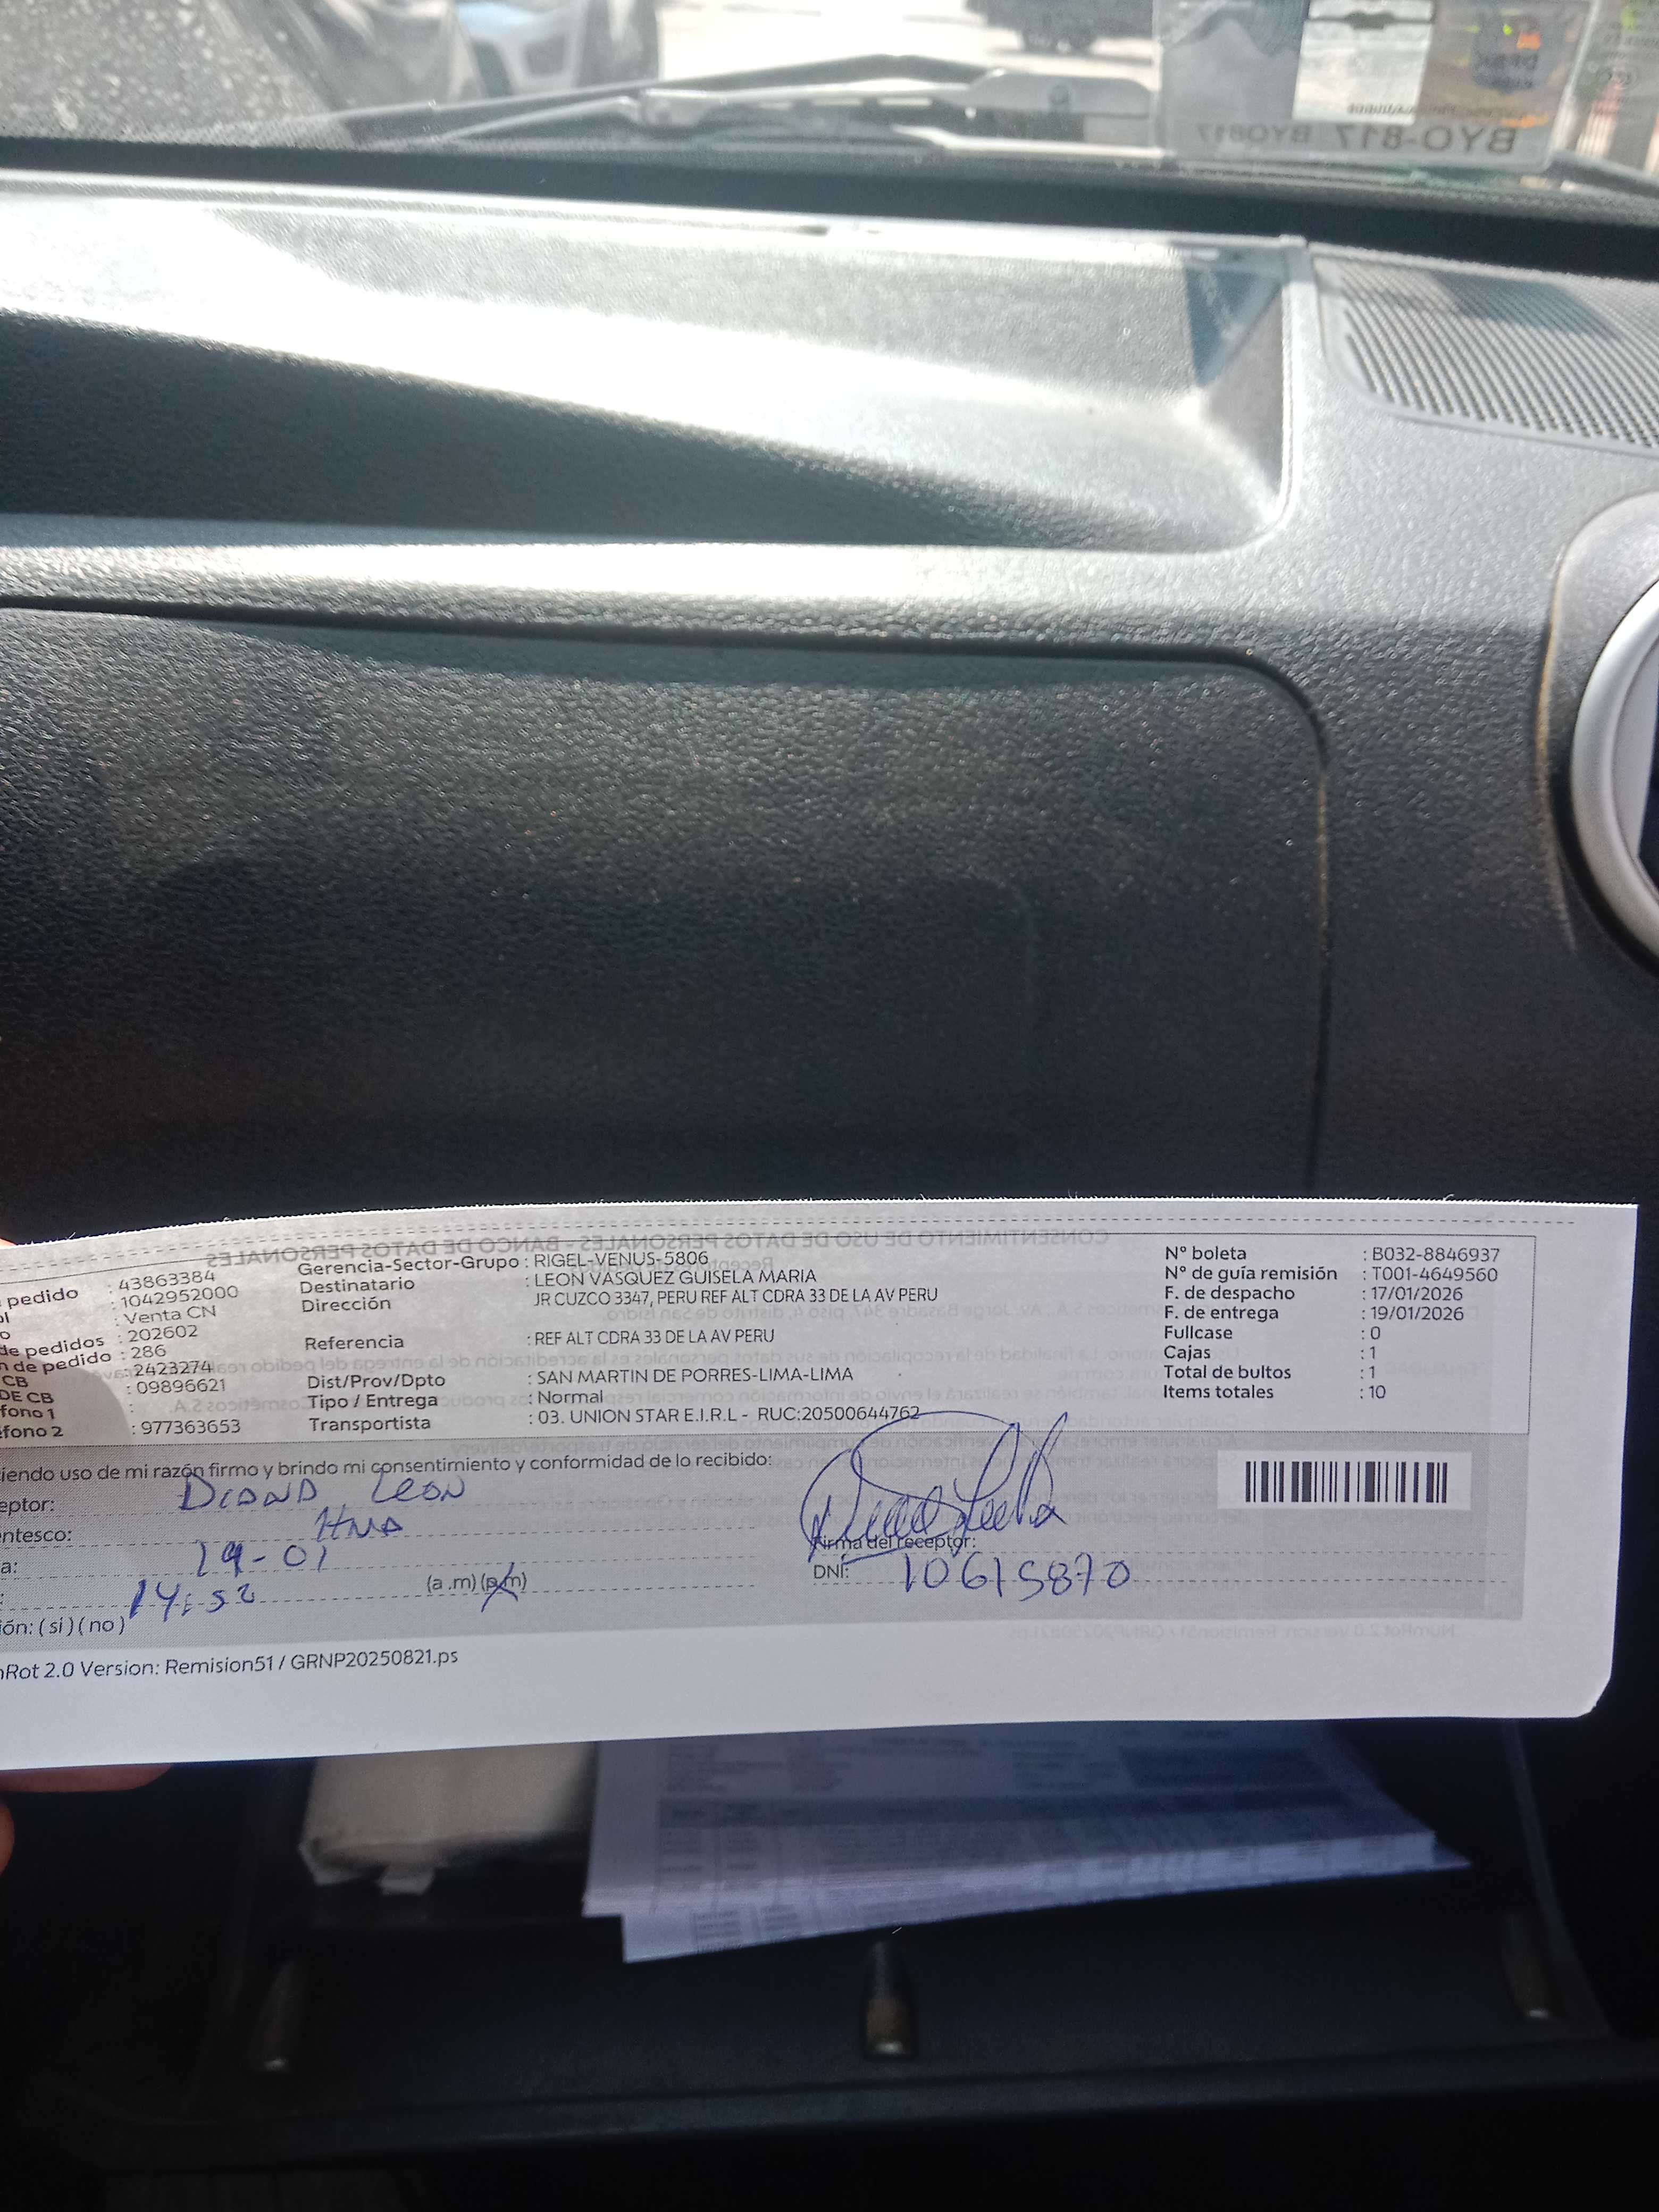 BYO-817 BYO817
CONSENTIMIENTO DE USO DE DATOS PERSONALES - BANCO DE DATOS PERSONALES
pedido : 43863384
: 1042952000
: Venta CN
de pedidos : 202602
de pedido : 286
CB : 2423274
DE CB : 09896621
fono 1 :
fono 2 : 977363653
Gerencia-Sector-Grupo : RIGEL-VENUS-5806
Destinatario : LEON VASQUEZ GUISELA MARIA
Dirección JR CUZCO 3347, PERU REF ALT CDRA 33 DE LA AV PERU
Referencia : REF ALT CDRA 33 DE LA AV PERU
Dist/Prov/Dpto : SAN MARTIN DE PORRES-LIMA-LIMA
Tipo / Entrega : Normal
Transportista : 03. UNION STAR E.I.R.L - RUC:20500644762
N° boleta : B032-8846937
N° de guía remisión : T001-4649560
F. de despacho : 17/01/2026
F. de entrega : 19/01/2026
Fullcase : 0
Cajas : 1
Total de bultos : 1
Items totales : 10
iendo uso de mi razón firmo y brindo mi consentimiento y conformidad de lo recibido:
eptor: Diana Leon
entesco: Hna
a: 19-01
: 14:52 (a.m) (p.m)
ión: ( si ) ( no )
Firma del receptor:
DNI: 10615870
Rot 2.0 Version: Remision51 / GRNP20250821.ps